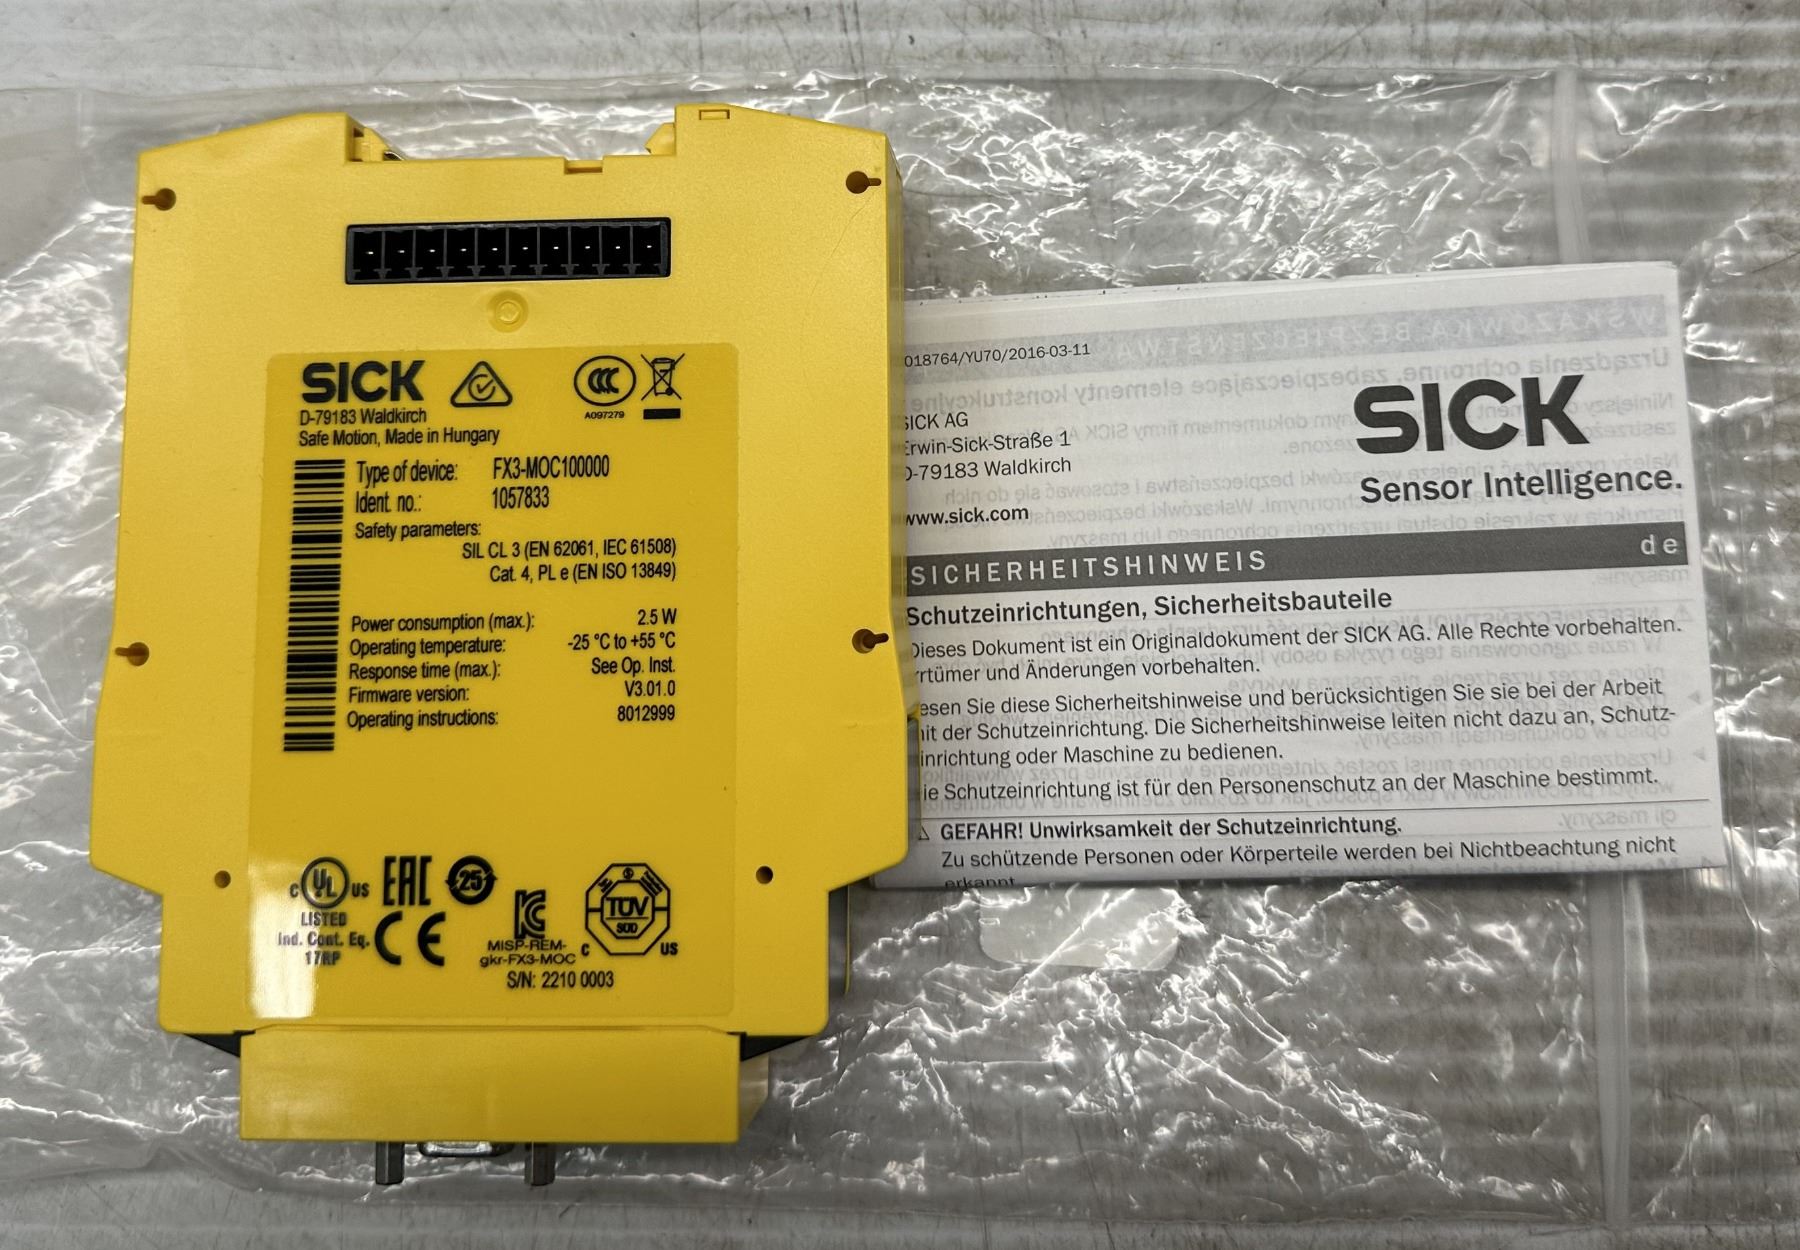 SICK
D-79183 Waldkirch
Safe Motion, Made in Hungary
CCC
A097279
Type of device: FX3-MOC100000
Ident. no.: 1057833
Safety parameters:
SIL CL 3 (EN 62061, IEC 61508)
Cat. 4, PL e (EN ISO 13849)
Power consumption (max.): 2.5 W
Operating temperature: -25 °C to +55 °C
Response time (max.): See Op. Inst.
Firmware version: V3.01.0
Operating instructions: 8012999
C UL US
LISTED
Ind. Cont. Eq.
17RP
EAC
25
CE
MISP-REM-
gkr-FX3-MOC
TÜV
SÜD
C US
S/N: 2210 0003
018764/YU70/2016-03-11
SICK AG
Erwin-Sick-Straße 1
D-79183 Waldkirch
www.sick.com
SICK
Sensor Intelligence.
SICHERHEITSHINWEIS de
Schutzeinrichtungen, Sicherheitsbauteile
Dieses Dokument ist ein Originaldokument der SICK AG. Alle Rechte vorbehalten.
rrtümer und Änderungen vorbehalten.
esen Sie diese Sicherheitshinweise und berücksichtigen Sie sie bei der Arbeit
nit der Schutzeinrichtung. Die Sicherheitshinweise leiten nicht dazu an, Schutz-
inrichtung oder Maschine zu bedienen.
ie Schutzeinrichtung ist für den Personenschutz an der Maschine bestimmt.
GEFAHR! Unwirksamkeit der Schutzeinrichtung.
Zu schützende Personen oder Körperteile werden bei Nichtbeachtung nicht
erkannt